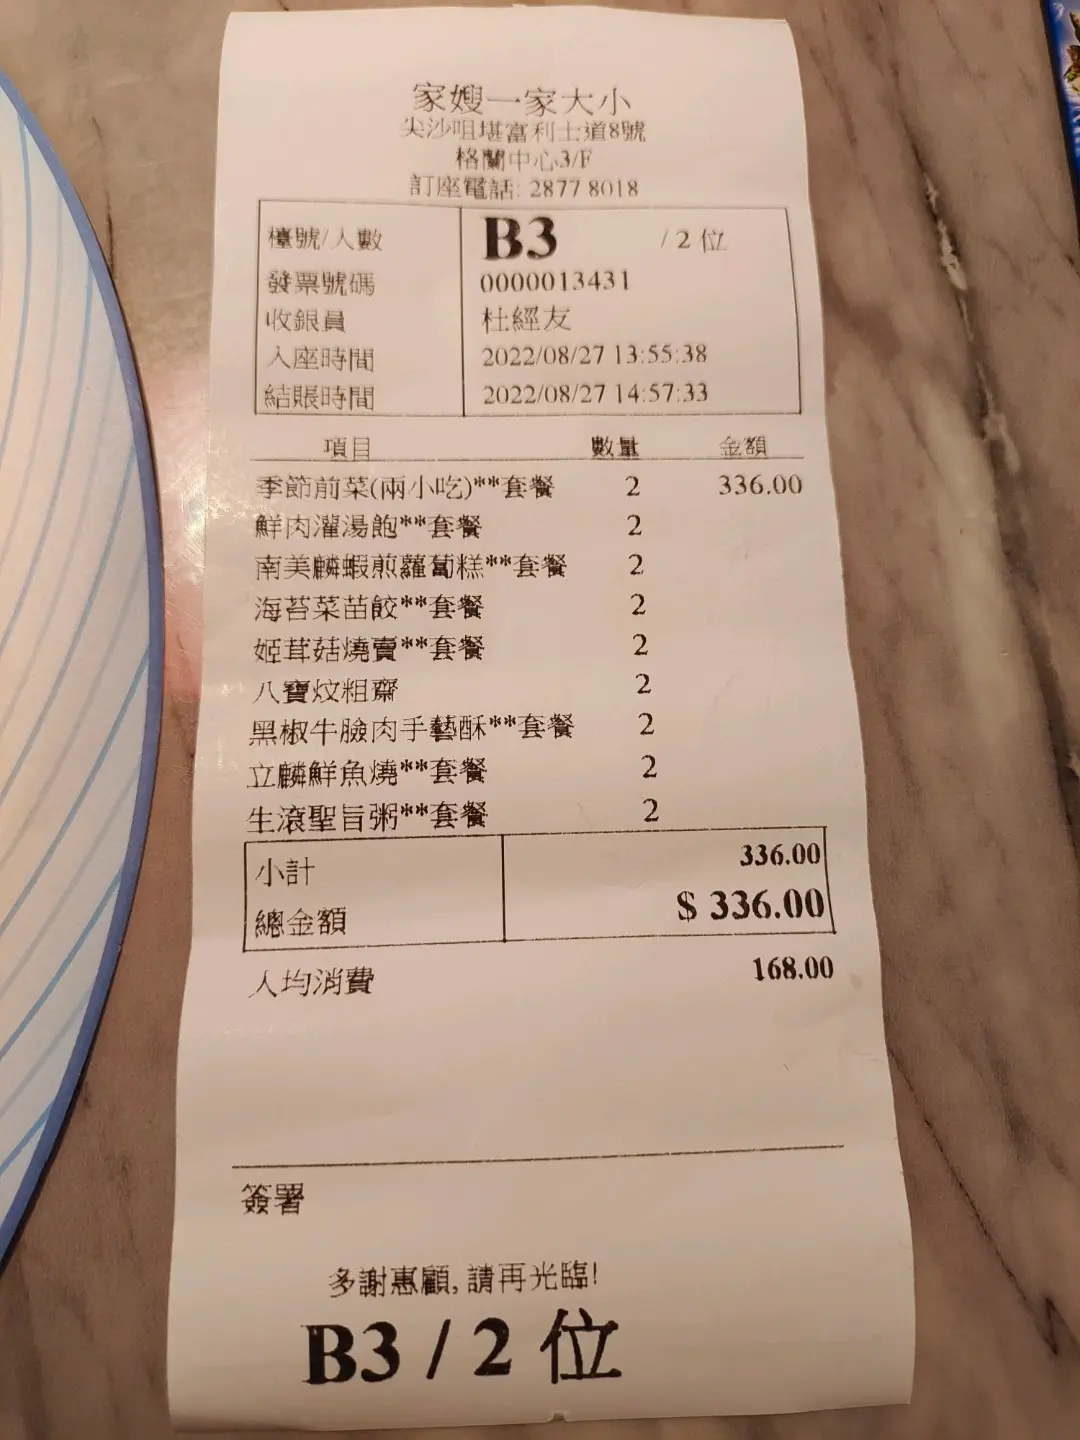 家嫂一家大小
尖沙咀堪富利士道8號
格蘭中心3/F
訂座電話: 2877 8018
檯號/人數 B3 / 2 位
發票號碼 0000013431
收銀員 杜經友
入座時間 2022/08/27 13:55:38
結賬時間 2022/08/27 14:57:33
項目 數量 金額
季節前菜(兩小吃)**套餐 2 336.00
鮮肉灌湯飽**套餐 2
南美麟蝦煎蘿蔔糕**套餐 2
海苔菜苗餃**套餐 2
姬茸菇燒賣**套餐 2
八寶炆粗齋 2
黑椒牛臉肉手藝酥**套餐 2
立麟鮮魚燒**套餐 2
生滾聖旨粥**套餐 2
小計 336.00
總金額 $ 336.00
人均消費 168.00
簽署
多謝惠顧, 請再光臨!
B3 / 2 位